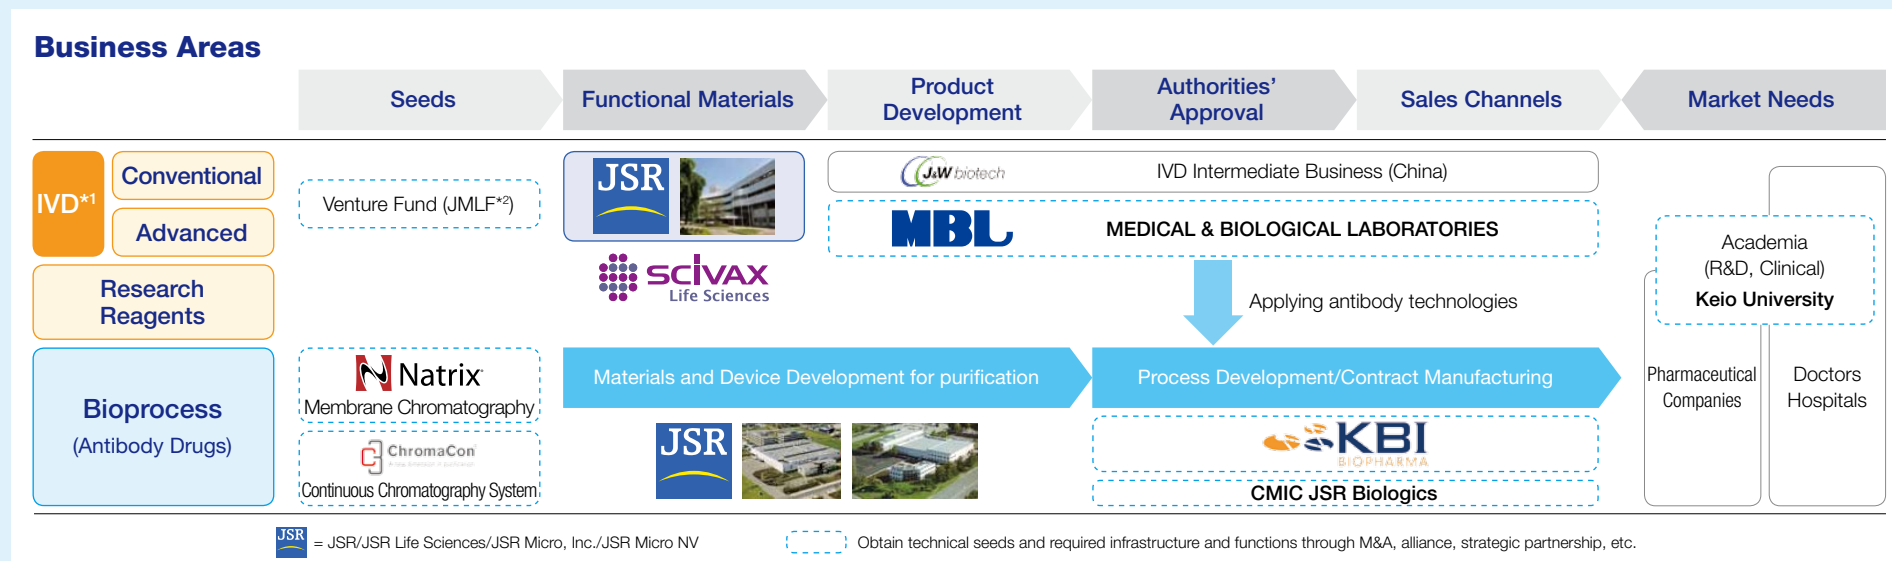 Business Areas
Seeds
Functional Materials
Product
Development
Authorities'
Approval
Sales Channels
Market Needs
IVD*1
Conventional
Advanced
Research
Reagents
Bioprocess
(Antibody Drugs)
Venture Fund (JMLF*2)
Natrix
Membrane Chromatography
ChromaCon
Continuous Chromatography System
JSR
SCIVAX
Life Sciences
J&W biotech
IVD Intermediate Business (China)
MBL
MEDICAL & BIOLOGICAL LABORATORIES
Applying antibody technologies
Materials and Device Development for purification
Process Development/Contract Manufacturing
JSR
KBI
BIOPHARMA
CMIC JSR Biologics
Academia
(R&D, Clinical)
Keio University
Pharmaceutical
Companies
Doctors
Hospitals
JSR
= JSR/JSR Life Sciences/JSR Micro, Inc./JSR Micro NV
Obtain technical seeds and required infrastructure and functions through M&A, alliance, strategic partnership, etc.